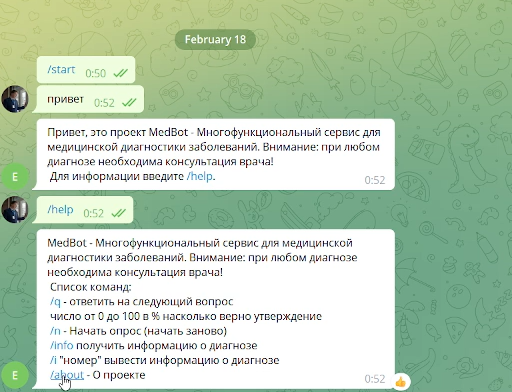 February 18
/start 0:50
привет 0:52
Привет, это проект MedBot - Многофункциональный сервис для
медицинской диагностики заболеваний. Внимание: при любом
диагнозе необходима консультация врача!
Для информации введите /help.
E
0:52
/help 0:52
MedBot - Многофункциональный сервис для медицинской
диагностики заболеваний. Внимание: при любом диагнозе
необходима консультация врача!
Список команд:
/q - ответить на следующий вопрос
число от 0 до 100 в % насколько верно утверждение
/n - Начать опрос (начать заново)
/info получить информацию о диагнозе
/i "номер" вывести информацию о диагнозе
E /about - О проекте 0:52